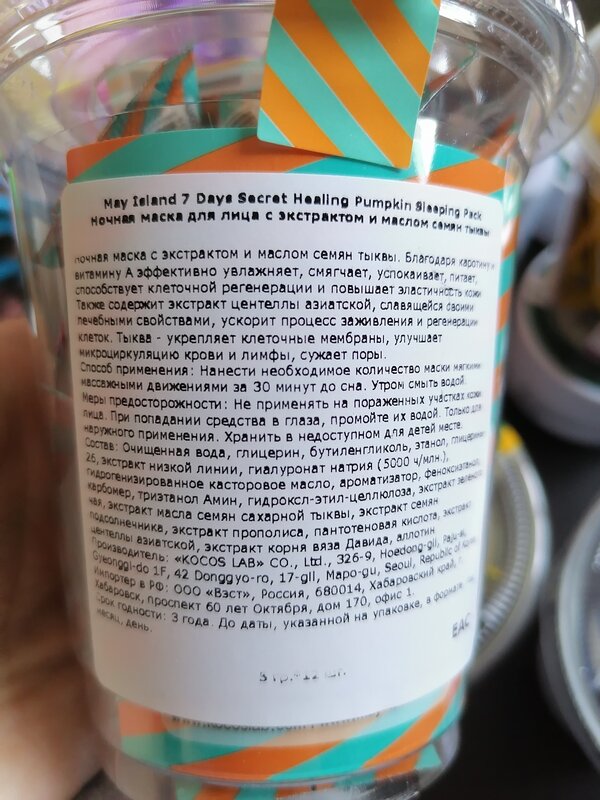 May Island 7 Days Secret Healing Pumpkin Sleeping Pack
Ночная маска для лица с экстрактом и маслом семян тыквы
Ночная маска с экстрактом и маслом семян тыквы. Благодаря каротину и
витамину А эффективно увлажняет, смягчает, успокаивает, питает,
способствует клеточной регенерации и повышает эластичность кожи
Также содержит экстракт центеллы азиатской, славящейся своими
лечебными свойствами, ускорит процесс заживления и регенерации
клеток. Тыква - укрепляет клеточные мембраны, улучшает
микроциркуляцию крови и лимфы, сужает поры.
Способ применения: Нанести необходимое количество маски мягкими
массажными движениями за 30 минут до сна. Утром смыть водой.
Меры предосторожности: Не применять на пораженных участках кожи
лица. При попадании средства в глаза, промойте их водой. Только для
наружного применения. Хранить в недоступном для детей месте.
Состав: Очищенная вода, глицерин, бутиленгликоль, этанол, глицерин
26, экстракт низкой линии, гиалуронат натрия (5000 ч/млн.),
гидрогенизированное касторовое масло, ароматизатор, феноксиэтанол,
карбомер, триэтанол Амин, гидроксл-этил-целлюлоза, экстракт зеленого
чая, экстракт масла семян сахарной тыквы, экстракт семян
подсолнечника, экстракт прополиса, пантотеновая кислота, экстракт
центеллы азиатской, экстракт корня вяза Давида, аллотин
Производитель: «KOCOS LAB» CO., Ltd., 326-9, Hoedong-gil, Paju-si,
Gyeonggi-do 1F, 42 Donggyo-ro, 17-gil, Mapo-gu, Seoul, Republic of Korea
Импортер в РФ: ООО «Вэст», Россия, 680014, Хабаровский край, г.
Хабаровск, проспект 60 лет Октября, дом 170, офис 1.
Срок годности: 3 года. До даты, указанной на упаковке, в формате
месяц, день.
EAC